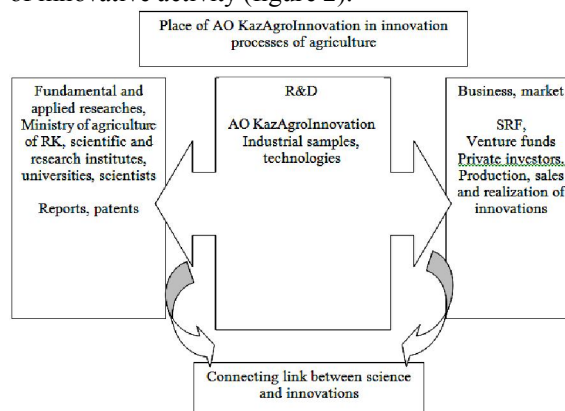 of innovative activity (figure 2).
Place of AO KazAgroInnovation in innovation
processes of agriculture
Fundamental and
applied researches,
Ministry of agriculture
of RK, scientific and
research institutes,
universities, scientists
Reports, patents
R&D
AO KazAgroInnovation
Industrial samples,
technologies
Business, market
SRF,
Venture funds
Private investors,
Production, sales
and realization of
innovations
Connecting link between science
and innovations